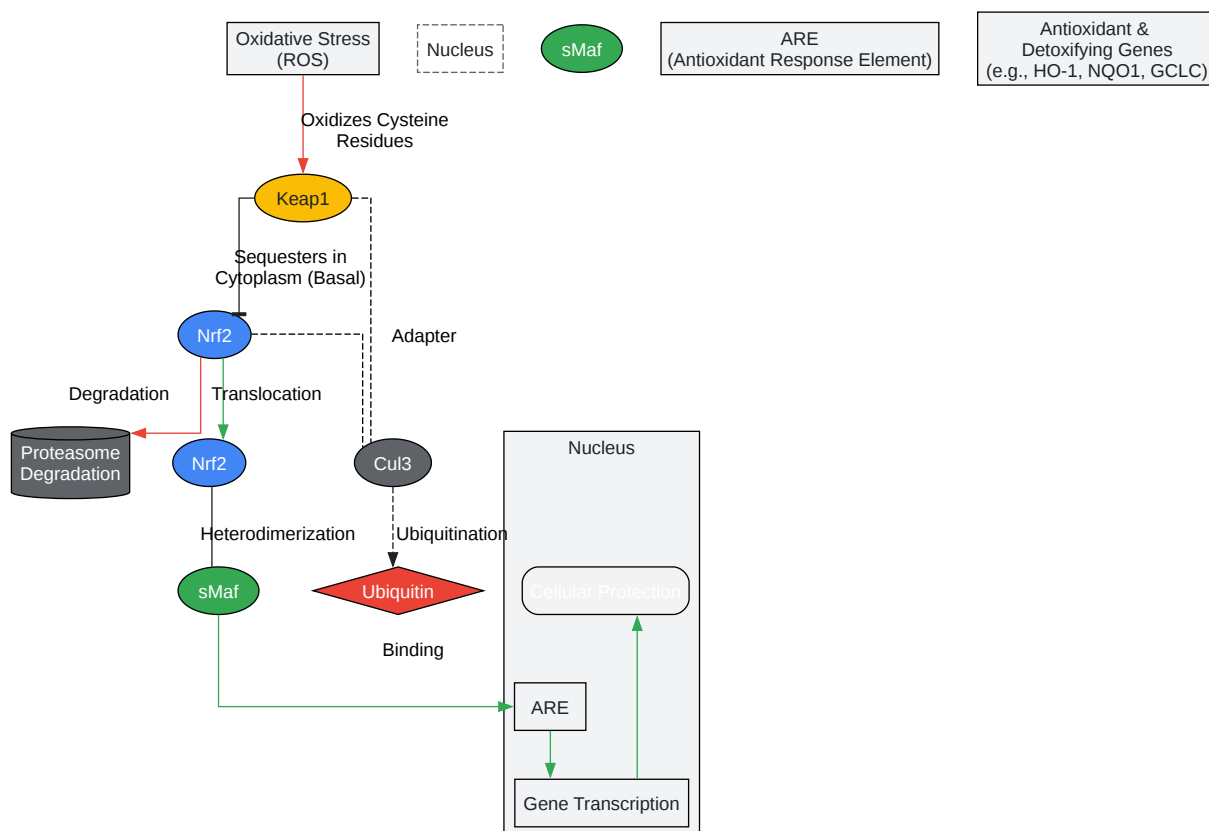 Oxidative Stress
(ROS)
Nucleus
sMaf
ARE
(Antioxidant Response Element)
Antioxidant &
Detoxifying Genes
(e.g., HO-1, NQO1, GCLC)
Oxidizes Cysteine
Residues
Keap1
Sequesters in
Cytoplasm (Basal)
Nrf2
Adapter
Degradation
Translocation
Proteasome
Degradation
Nrf2
Cul3
Nucleus
Heterodimerization
Ubiquitination
sMaf
Ubiquitin
Cellular Protection
Binding
ARE
Gene Transcription